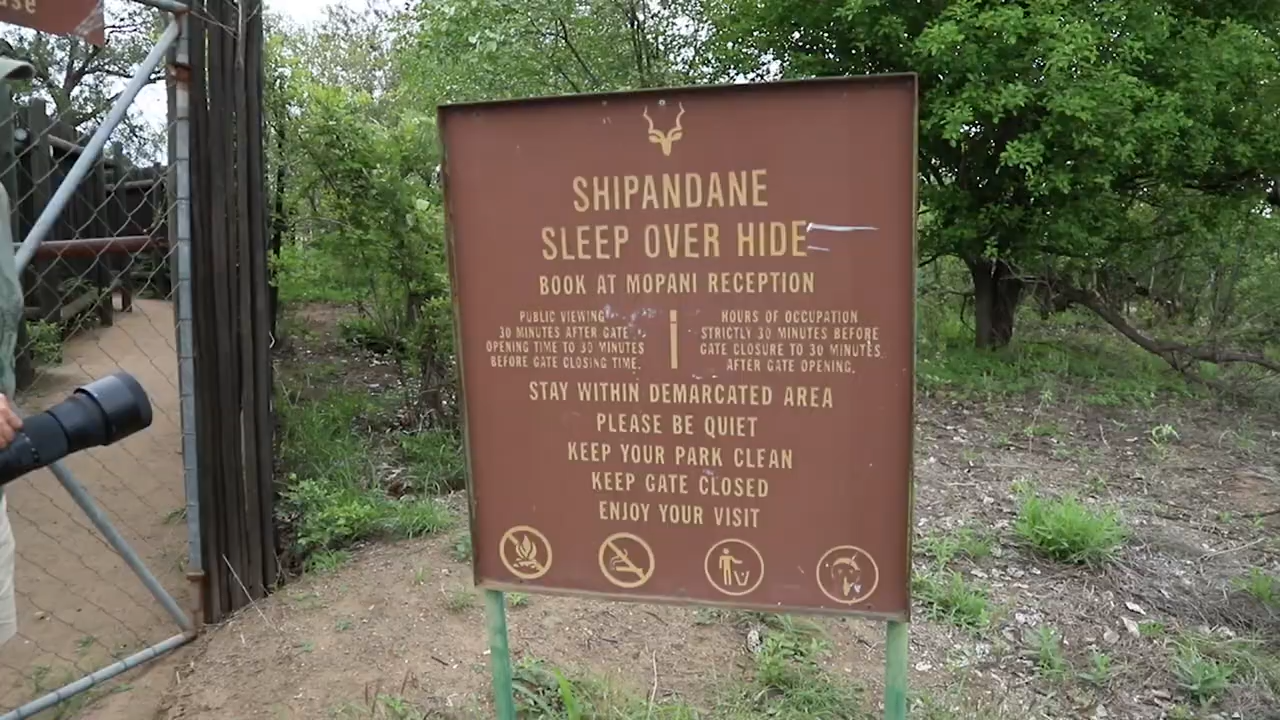 SHIPANDANE
SLEEP OVER HIDE
BOOK AT MOPANI RECEPTION
PUBLIC VIEWING
30 MINUTES AFTER GATE
OPENING TIME TO 30 MINUTES
BEFORE GATE CLOSING TIME.
HOURS OF OCCUPATION
STRICTLY 30 MINUTES BEFORE
GATE CLOSURE TO 30 MINUTES
AFTER GATE OPENING.
STAY WITHIN DEMARCATED AREA
PLEASE BE QUIET
KEEP YOUR PARK CLEAN
KEEP GATE CLOSED
ENJOY YOUR VISIT